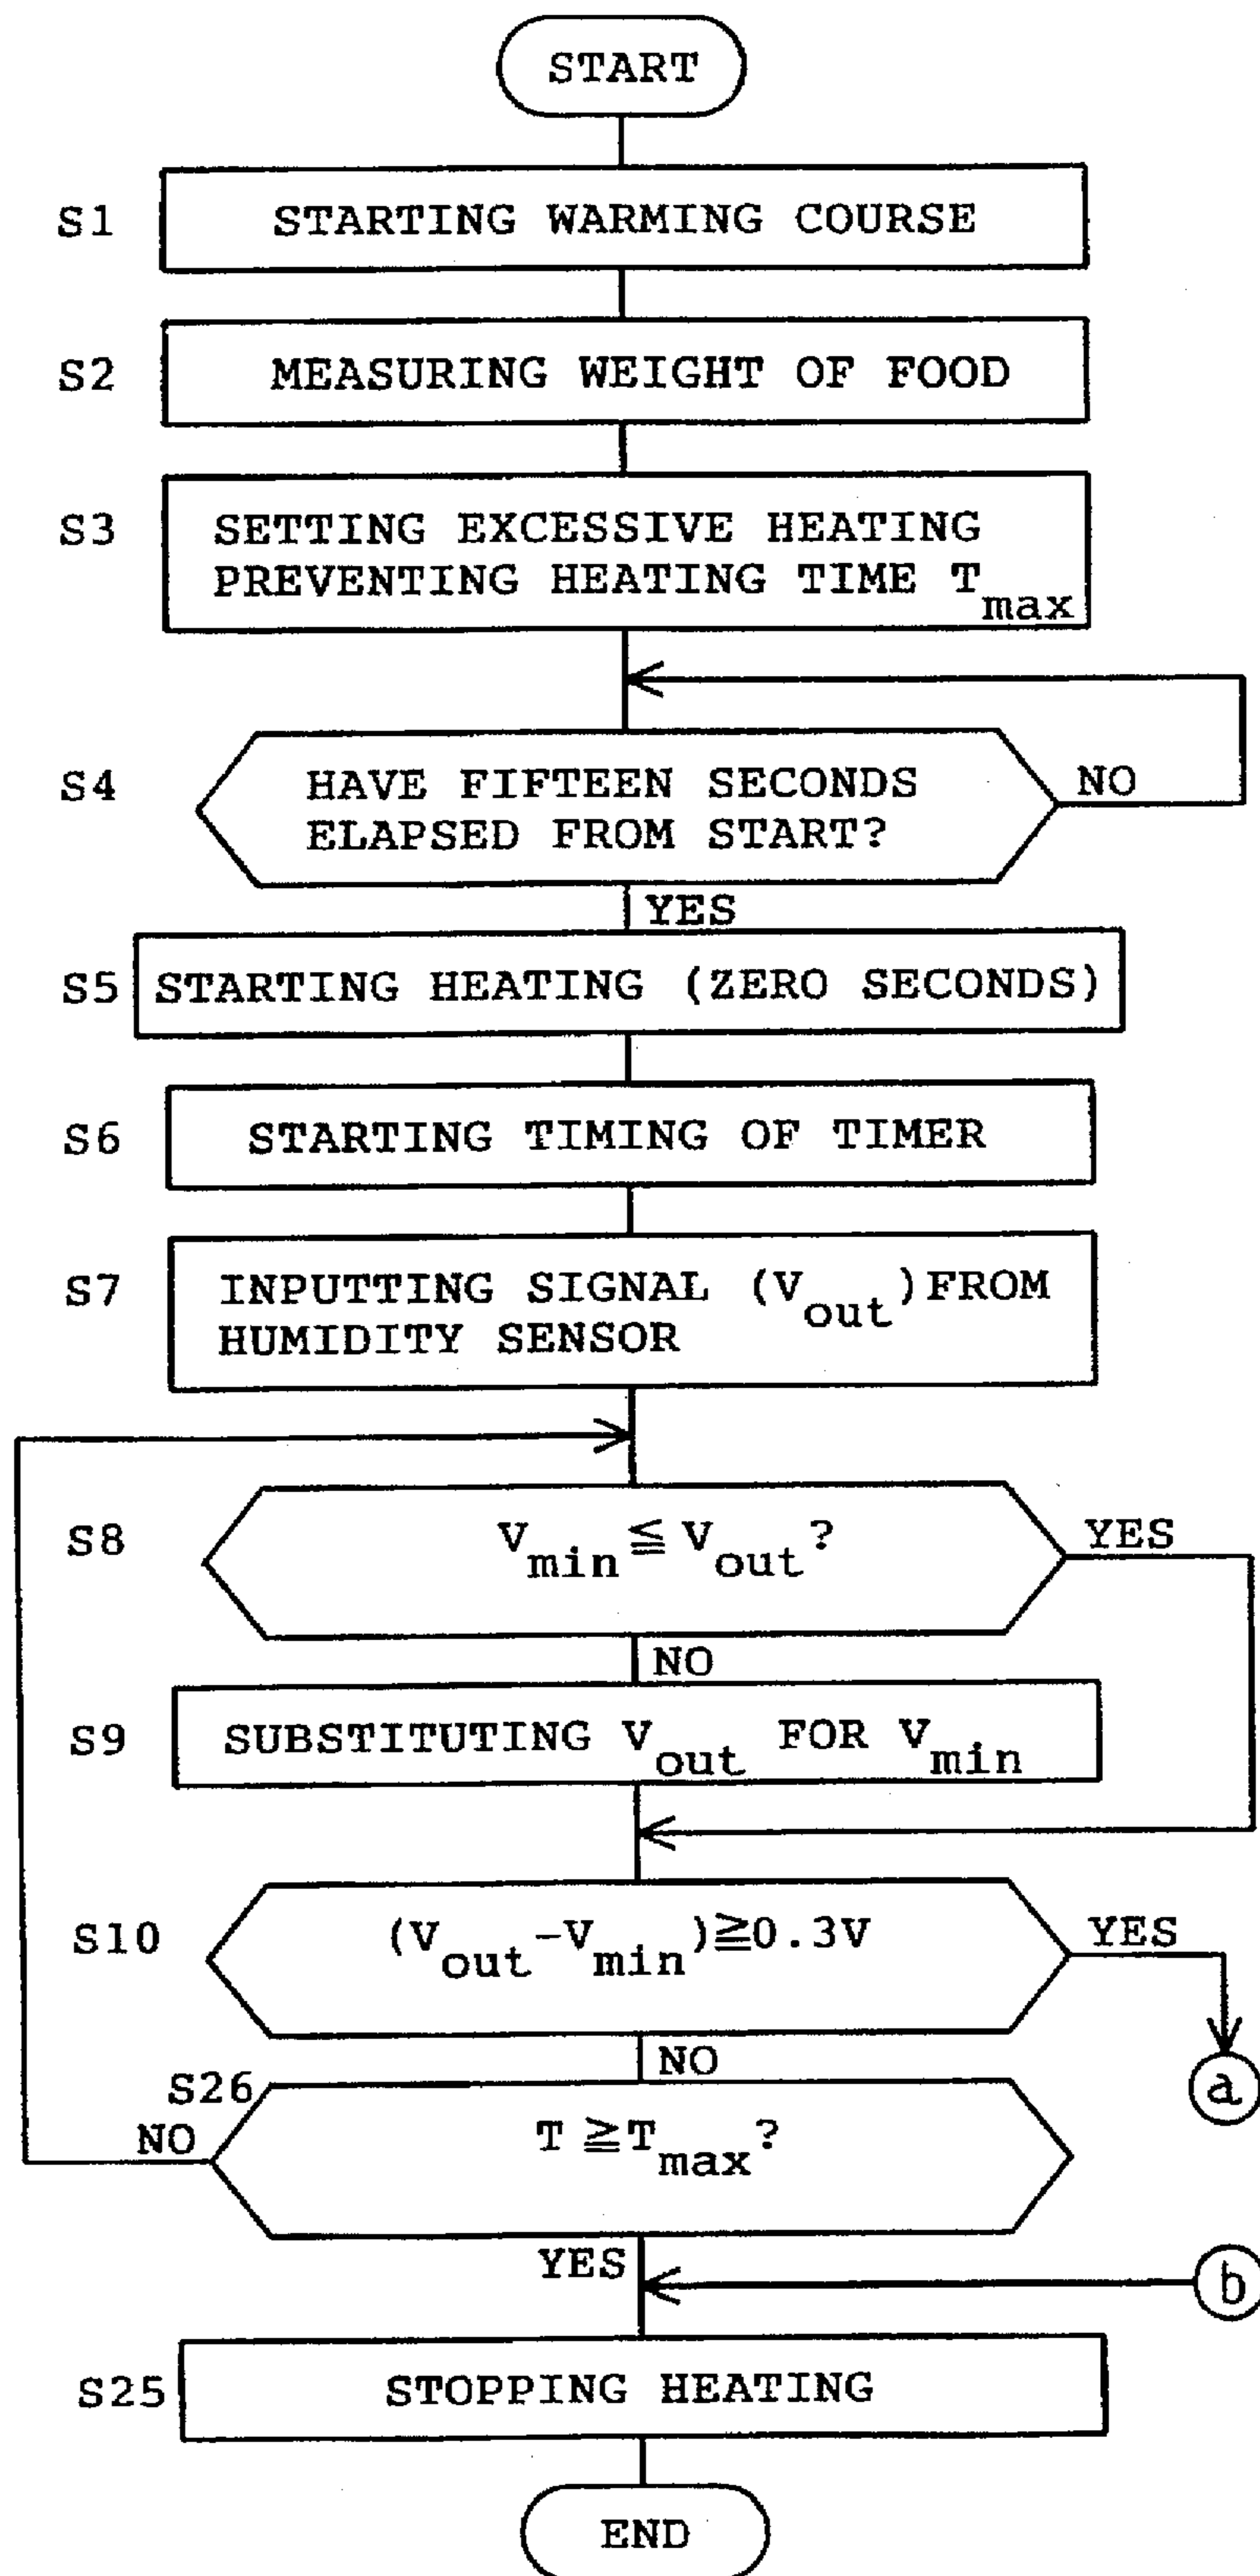 START
S1
STARTING WARMING COURSE
S2
MEASURING WEIGHT OF FOOD
S3
SETTING EXCESSIVE HEATING
PREVENTING HEATING TIME Tmax
S4
HAVE FIFTEEN SECONDS
ELAPSED FROM START?
NO
YES
S5
STARTING HEATING (ZERO SECONDS)
S6
STARTING TIMING OF TIMER
S7
INPUTTING SIGNAL (Vout) FROM
HUMIDITY SENSOR
S8
Vmin ≦ Vout?
YES
NO
S9
SUBSTITUTING Vout FOR Vmin
S10
(Vout-Vmin)≧0.3V
YES
NO
a
S26
T ≧ Tmax?
NO
YES
b
S25
STOPPING HEATING
END